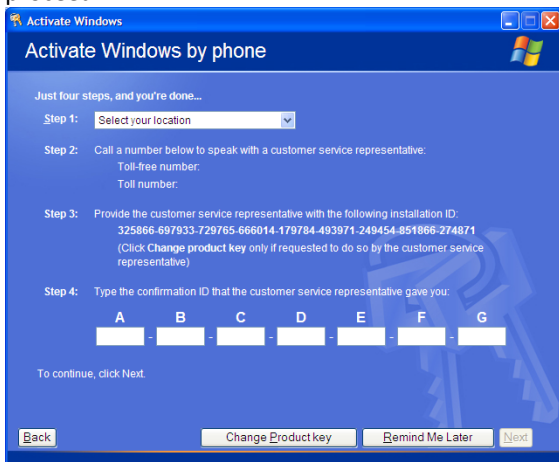 Activate Windows
Activate Windows by phone
Just four steps, and you're done...
Step 1: Select your location
Step 2: Call a number below to speak with a customer service representative:
Toll-free number:
Toll number:
Step 3: Provide the customer service representative with the following installation ID:
325866-697933-729765-666014-179784-493971-249454-851866-274871
(Click Change product key only if requested to do so by the customer service
representative)
Step 4: Type the confirmation ID that the customer service representative gave you:
A B C D E F G
- - - - - -
To continue, click Next.
Back Change Product key Remind Me Later Next